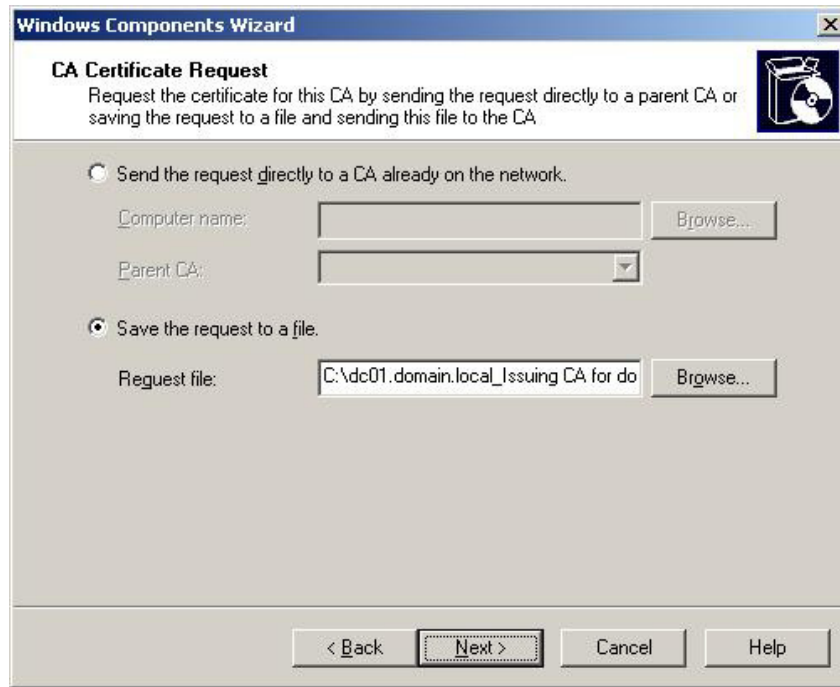 Windows Components Wizard
CA Certificate Request
Request the certificate for this CA by sending the request directly to a parent CA or
saving the request to a file and sending this file to the CA
Send the request directly to a CA already on the network.
Computer name:
Browse...
Parent CA:
Save the request to a file.
Request file:
C:\dc01.domain.local_Issuing CA for do
Browse...
< Back
Next >
Cancel
Help